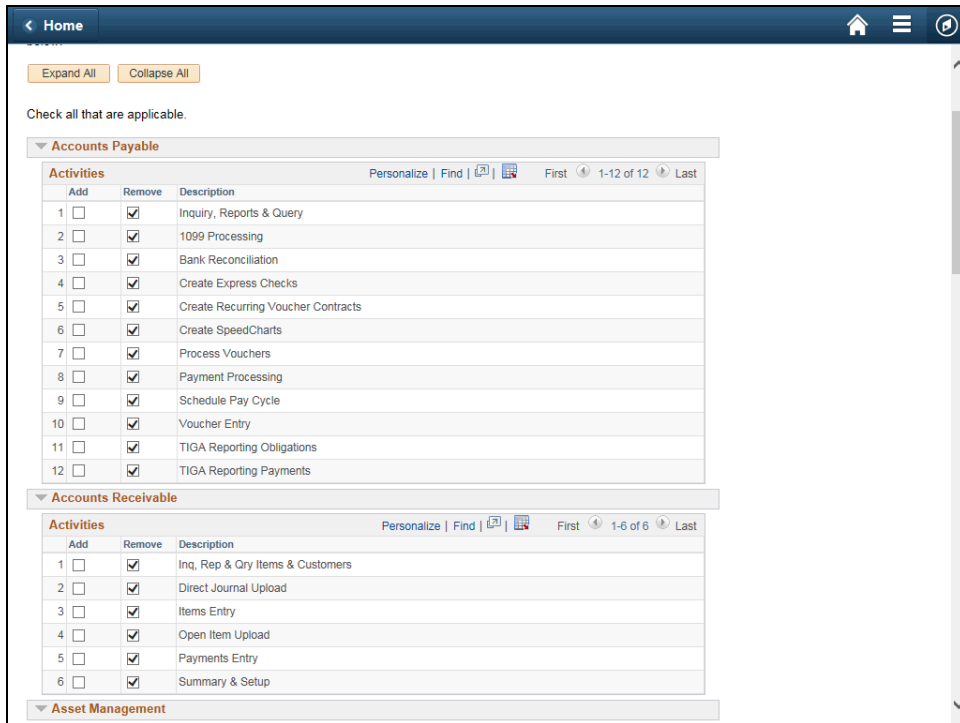 Home
Expand All Collapse All
Check all that are applicable.
Accounts Payable
Activities Personalize | Find | | First 1-12 of 12 Last
Add Remove Description
1 Inquiry, Reports & Query
2 1099 Processing
3 Bank Reconciliation
4 Create Express Checks
5 Create Recurring Voucher Contracts
6 Create SpeedCharts
7 Process Vouchers
8 Payment Processing
9 Schedule Pay Cycle
10 Voucher Entry
11 TIGA Reporting Obligations
12 TIGA Reporting Payments
Accounts Receivable
Activities Personalize | Find | | First 1-6 of 6 Last
Add Remove Description
1 Inq, Rep & Qry Items & Customers
2 Direct Journal Upload
3 Items Entry
4 Open Item Upload
5 Payments Entry
6 Summary & Setup
Asset Management